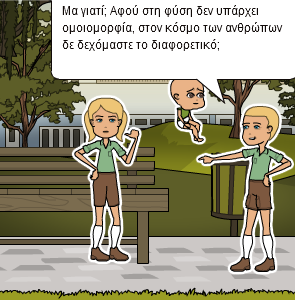 Μα γιατί; Αφού στη φύση δεν υπάρχει
ομοιομορφία, στον κόσμο των ανθρώπων
δε δεχόμαστε το διαφορετικό;